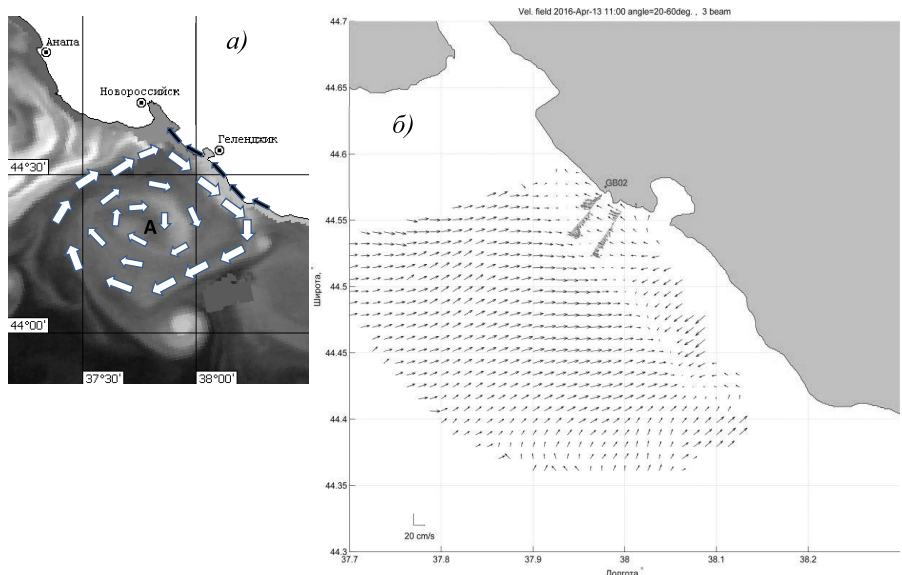 Анапа
а)
Новороссийск
Геленджик
44°30'
А
44°00'
37°30'
38°00'
Vel. field 2016-Apr-13 11:00 angle=20-60deg. , 3 beam
44.7
44.65
б)
44.6
GB02
44.55
44.5
Широта, °
44.45
44.4
44.35
20 cm/s
44.3
37.7
37.8
37.9
38
38.1
38.2
Долгота, °